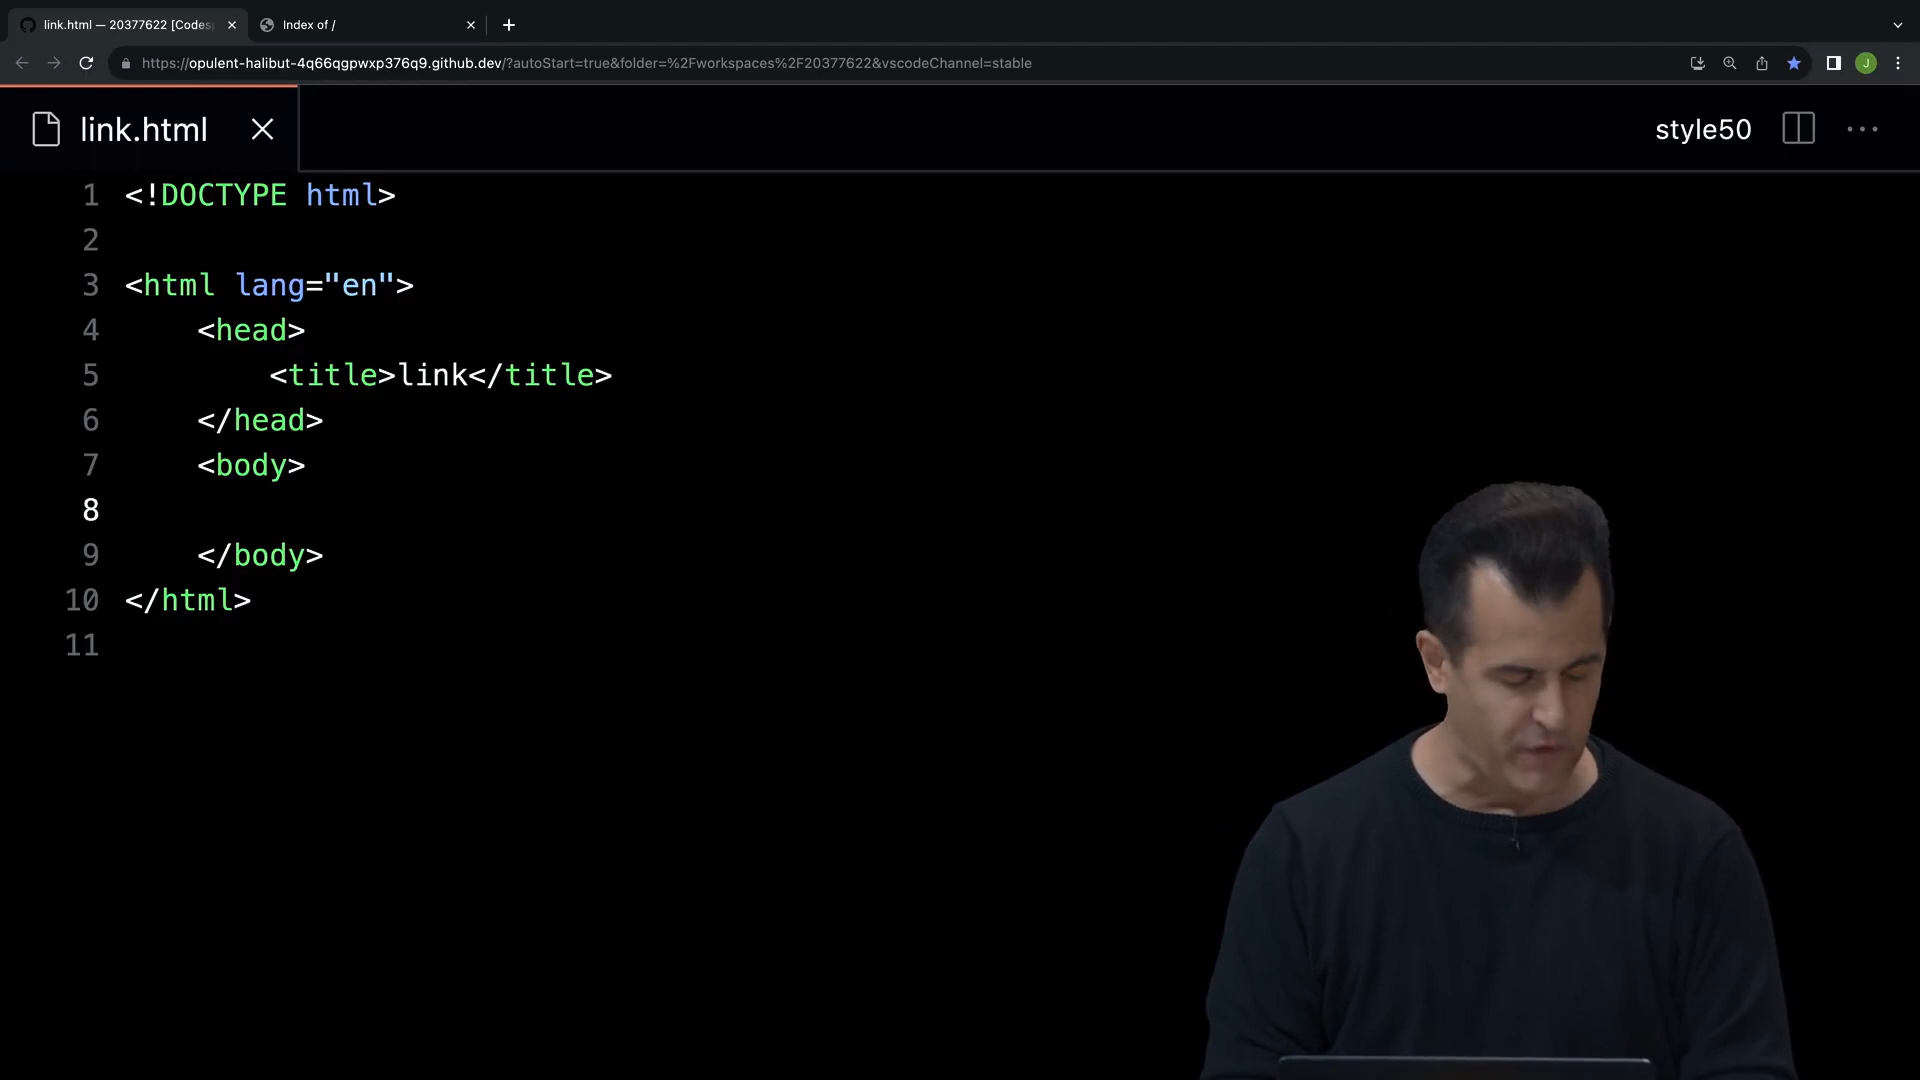 link.html — 20377622 [Codesp
Index of /
https://opulent-halibut-4q66qgpwxp376q9.github.dev/?autoStart=true&folder=%2Fworkspaces%2F20377622&vscodeChannel=stable
J
link.html
style50
1 <!DOCTYPE html>
2
3 <html lang="en">
4     <head>
5         <title>link</title>
6     </head>
7     <body>
8
9     </body>
10 </html>
11